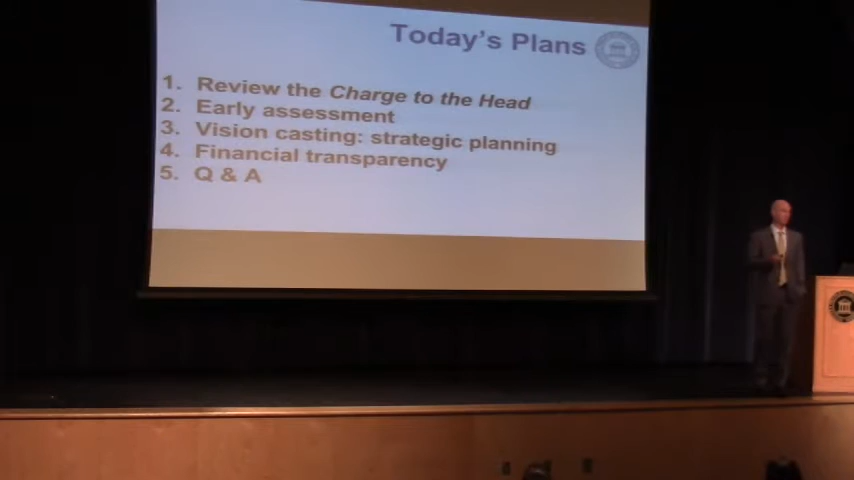 Today's Plans
1. Review the Charge to the Head
2. Early assessment
3. Vision casting: strategic planning
4. Financial transparency
5. Q & A